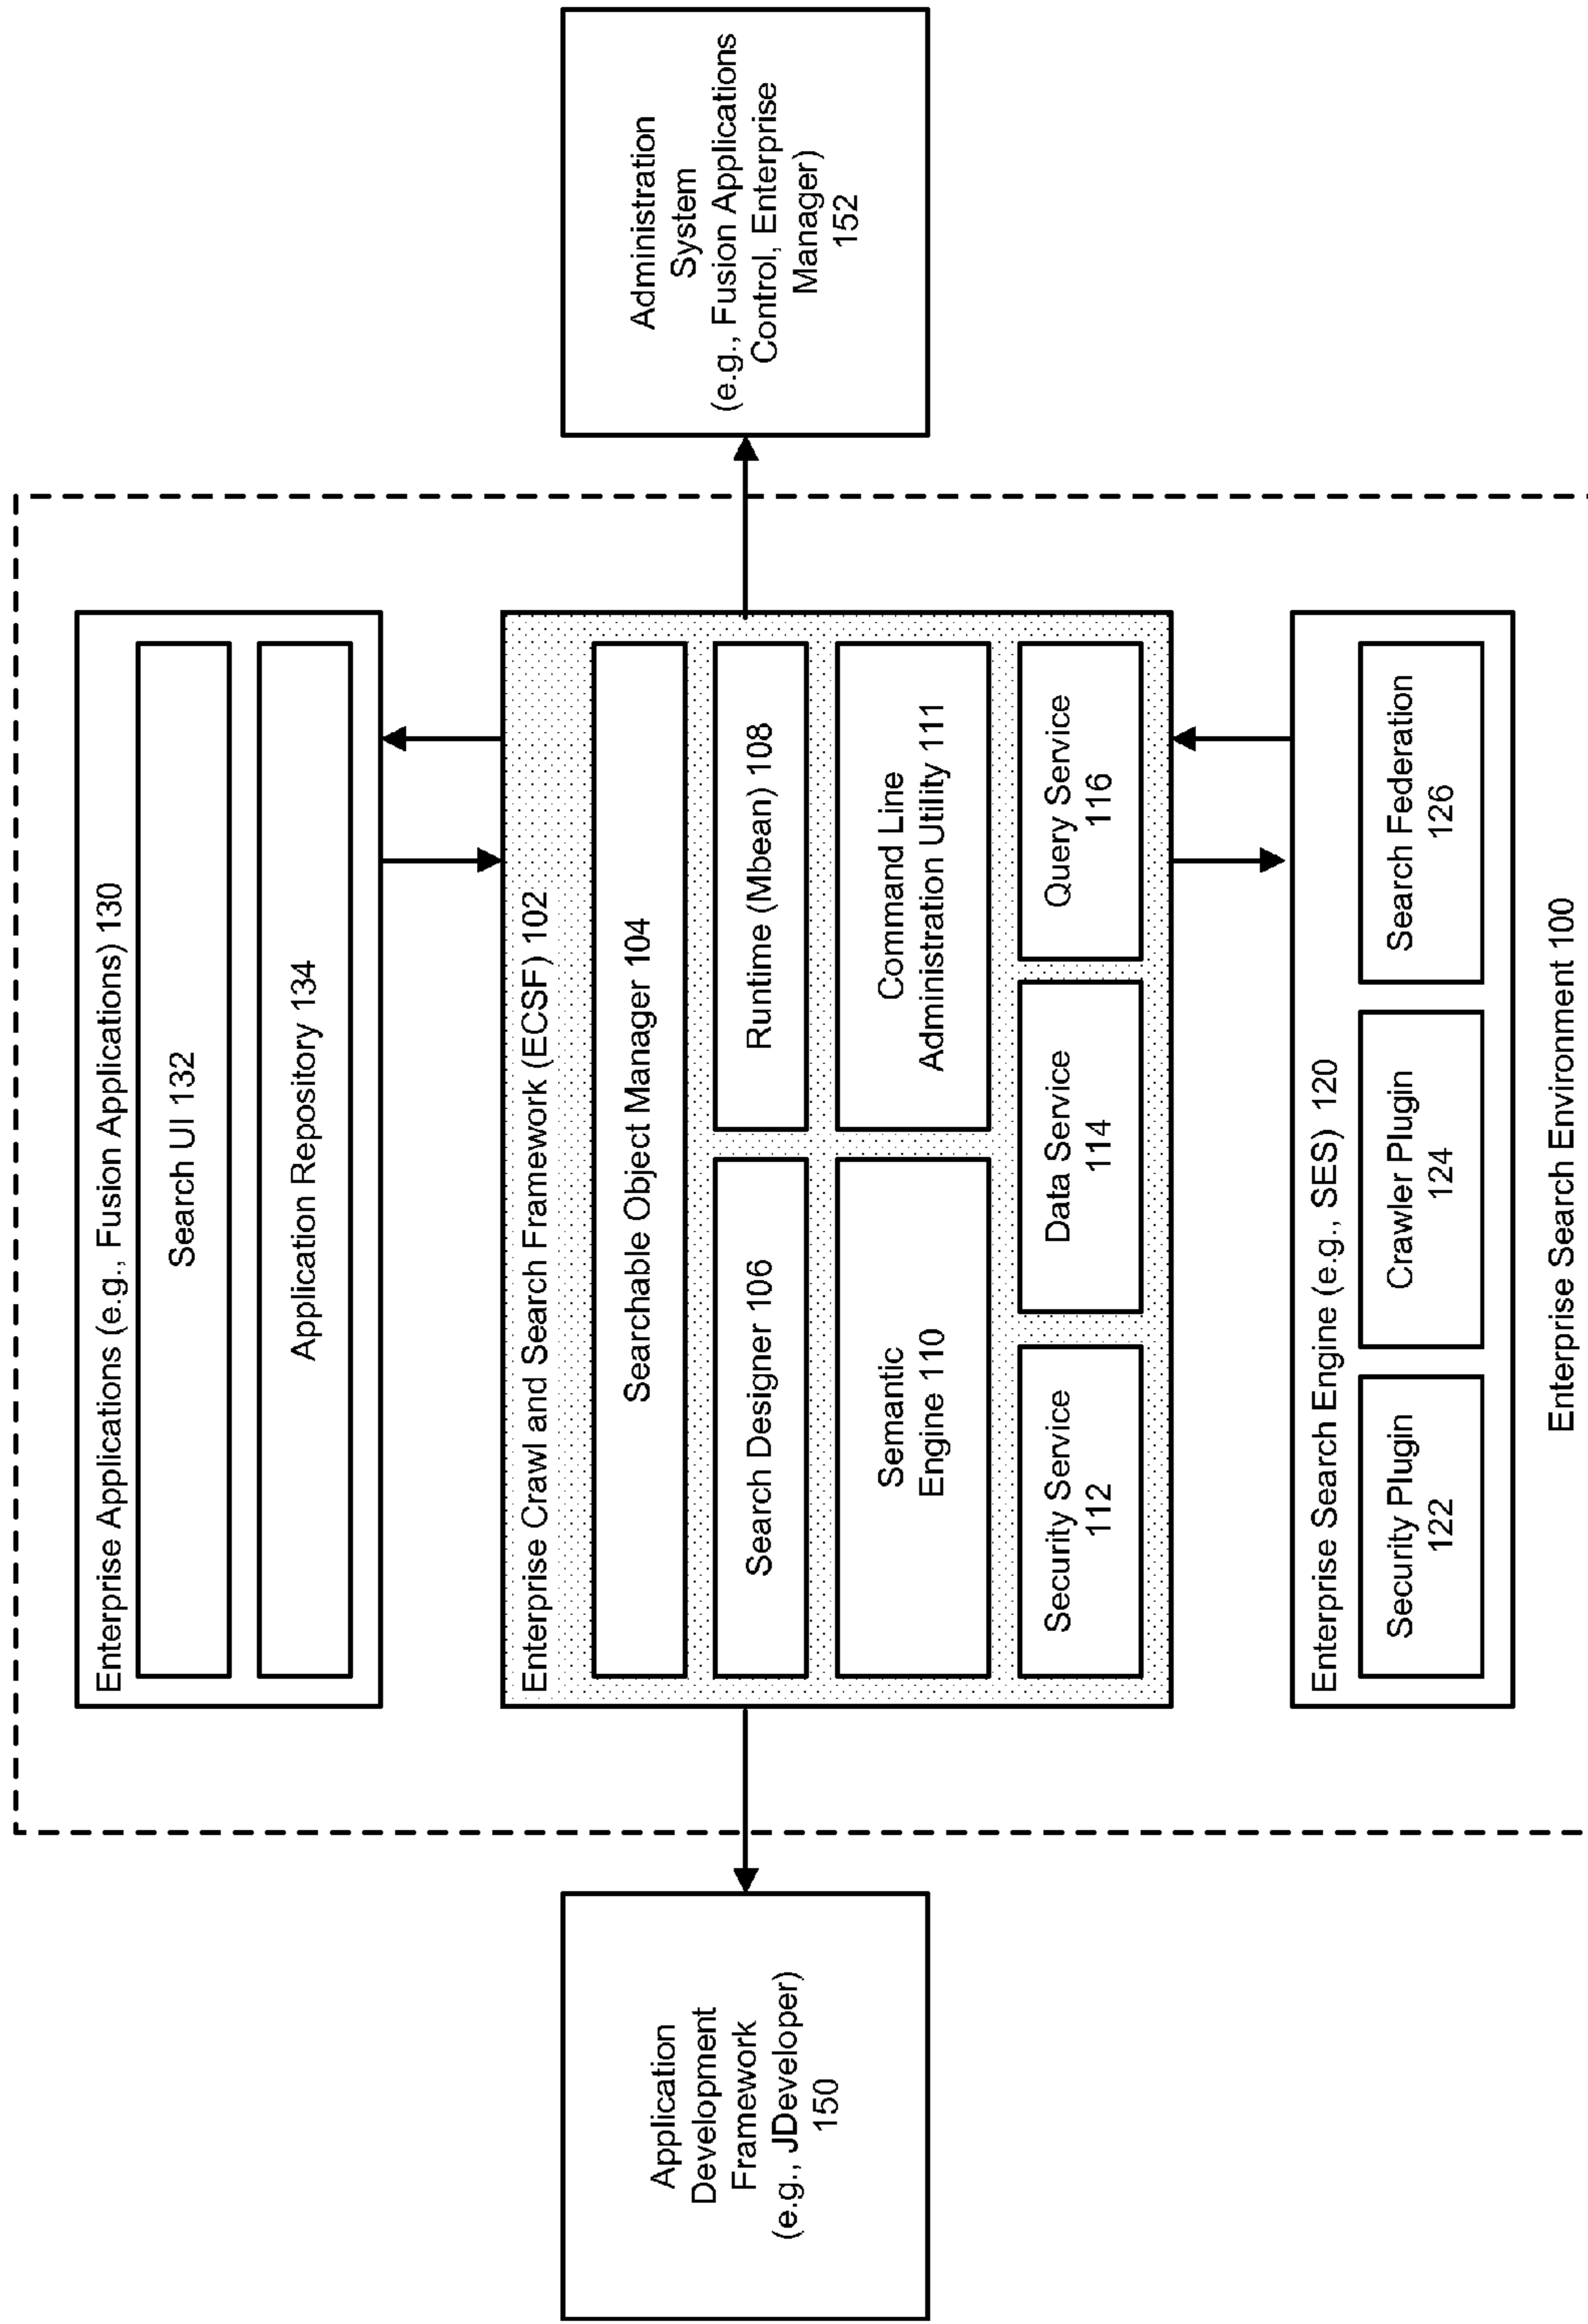 Enterprise Applications (e.g., Fusion Applications) 130
Search UI 132
Application Repository 134
Application
Development
Framework
(e.g., JDeveloper)
150
Enterprise Crawl and Search Framework (ECSF) 102
Searchable Object Manager 104
Search Designer 106
Runtime (Mbean) 108
Semantic
Engine 110
Command Line
Administration Utility 111
Security Service
112
Data Service
114
Query Service
116
Administration
System
(e.g., Fusion Applications
Control, Enterprise
Manager)
152
Enterprise Search Engine (e.g., SES) 120
Security Plugin
122
Crawler Plugin
124
Search Federation
126
Enterprise Search Environment 100